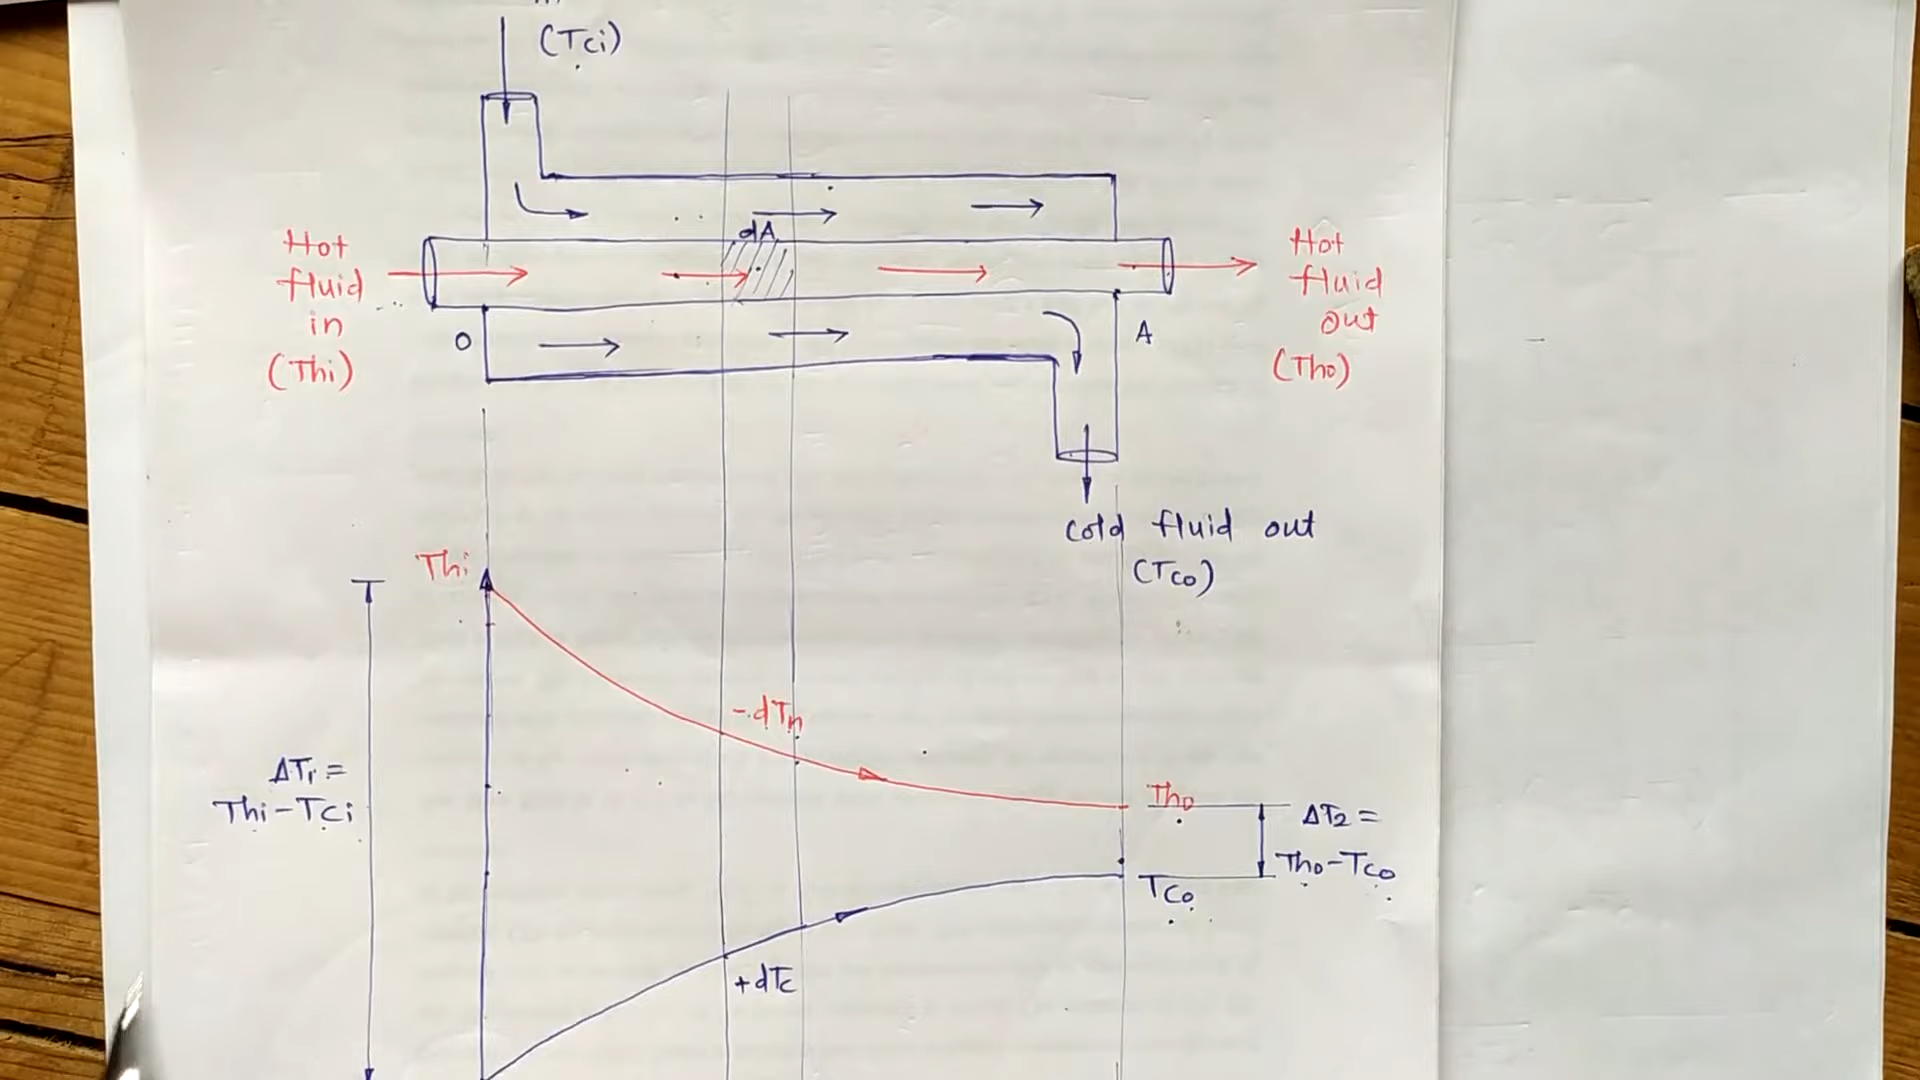 (Tci)
dA
Hot
fluid
in
(Thi)
Hot
fluid
out
(Tho)
O
A
Cold fluid out
(Tco)
Thi
-dTh
ΔT1 =
Thi-Tci
Tho
ΔT2 =
Tho-Tco
Tco
+dTc